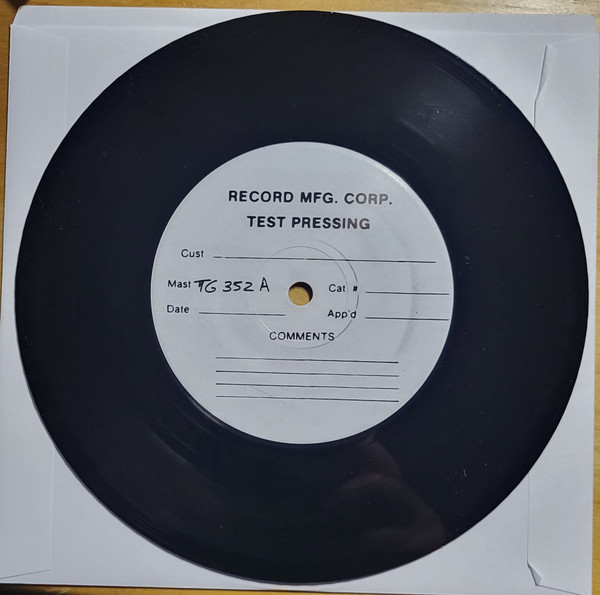 RECORD MFG. CORP.
TEST PRESSING
Cust
Mast TG 352 A Cat #
Date App'd
COMMENTS